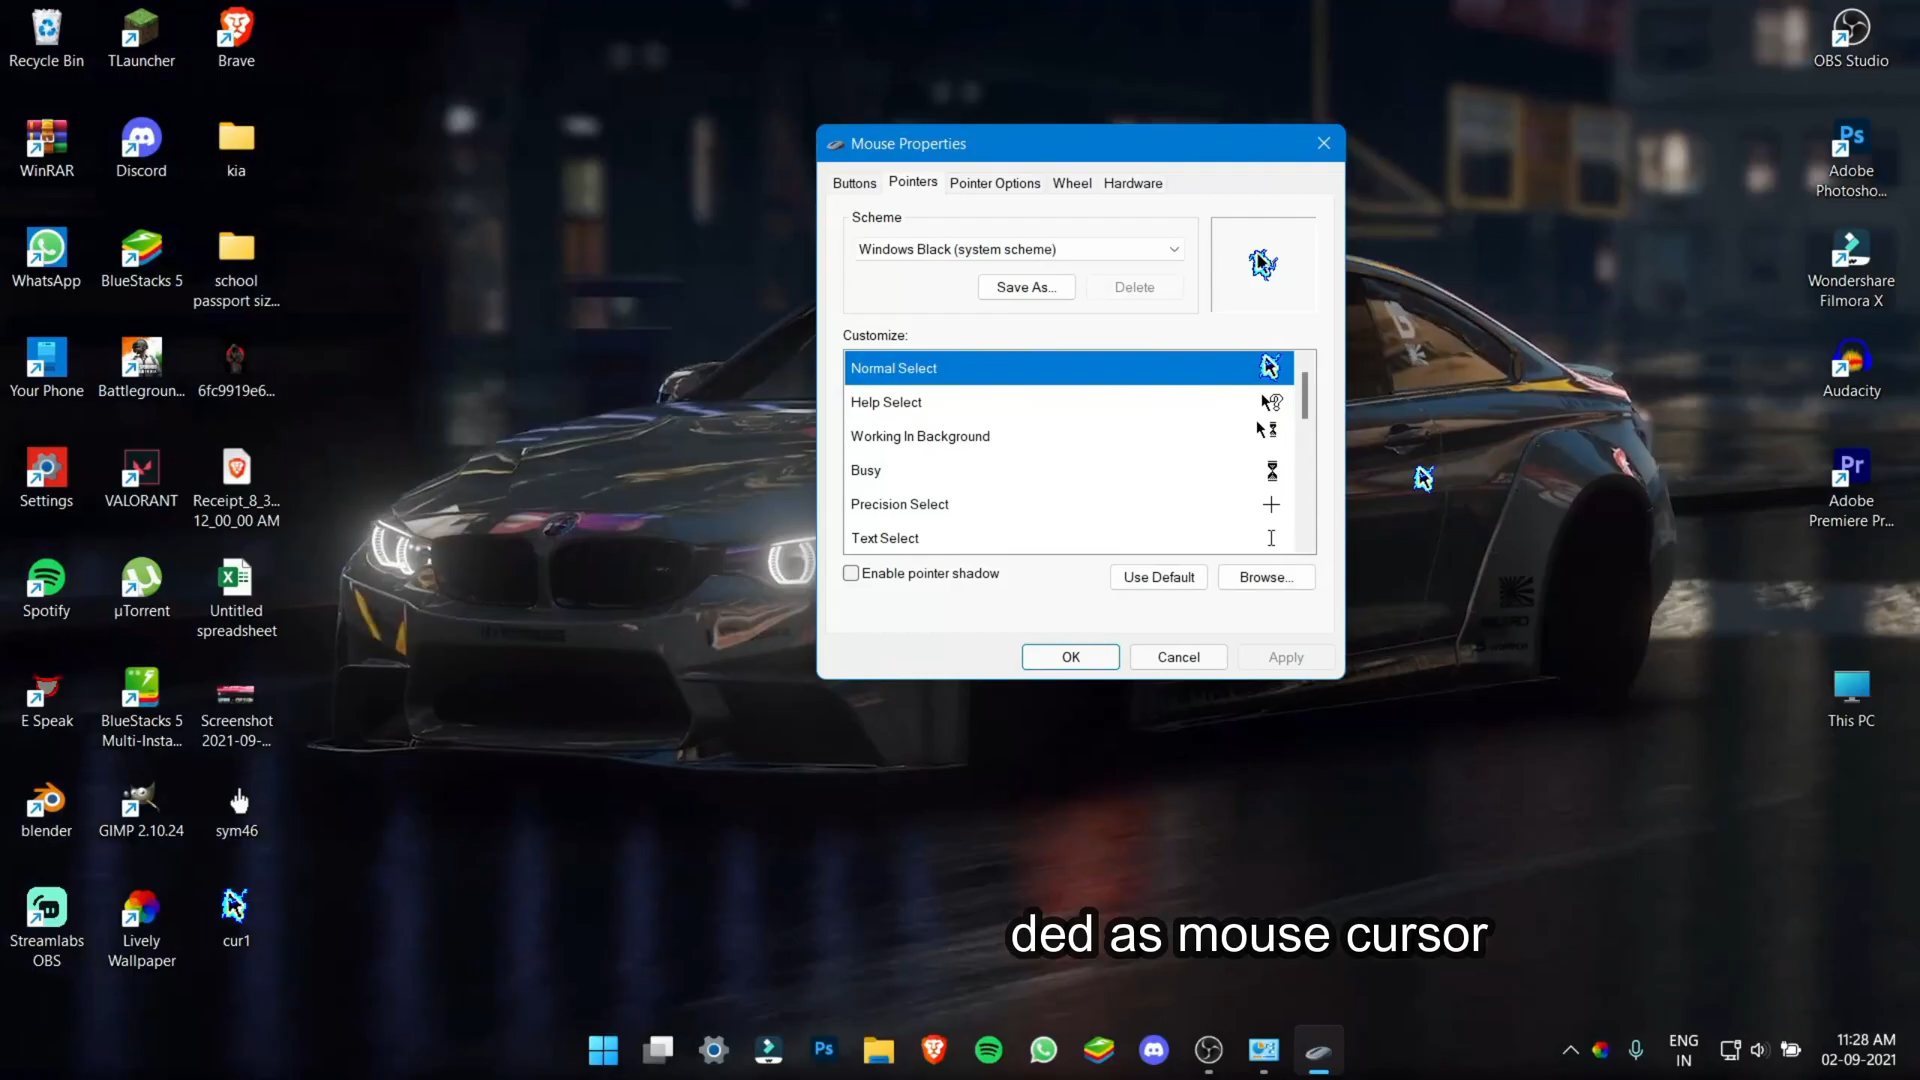 Recycle Bin
TLauncher
Brave
OBS Studio
WinRAR
Discord
kia
Adobe
Photosho...
WhatsApp
BlueStacks 5
school
passport siz...
Wondershare
Filmora X
Your Phone
Battlegroun...
6fc9919e6...
Audacity
Settings
VALORANT
Receipt_8_3...
12_00_00 AM
Adobe
Premiere Pr...
Spotify
µTorrent
Untitled
spreadsheet
E Speak
BlueStacks 5
Multi-Insta...
Screenshot
2021-09-...
This PC
blender
GIMP 2.10.24
sym46
Streamlabs
OBS
Lively
Wallpaper
cur1
Mouse Properties
Buttons
Pointers
Pointer Options
Wheel
Hardware
Scheme
Windows Black (system scheme)
Save As...
Delete
Customize:
Normal Select
Help Select
Working In Background
Busy
Precision Select
Text Select
Enable pointer shadow
Use Default
Browse...
OK
Cancel
Apply
ded as mouse cursor
Ps
Pr
Ps
ENG
IN
11:28 AM
02-09-2021